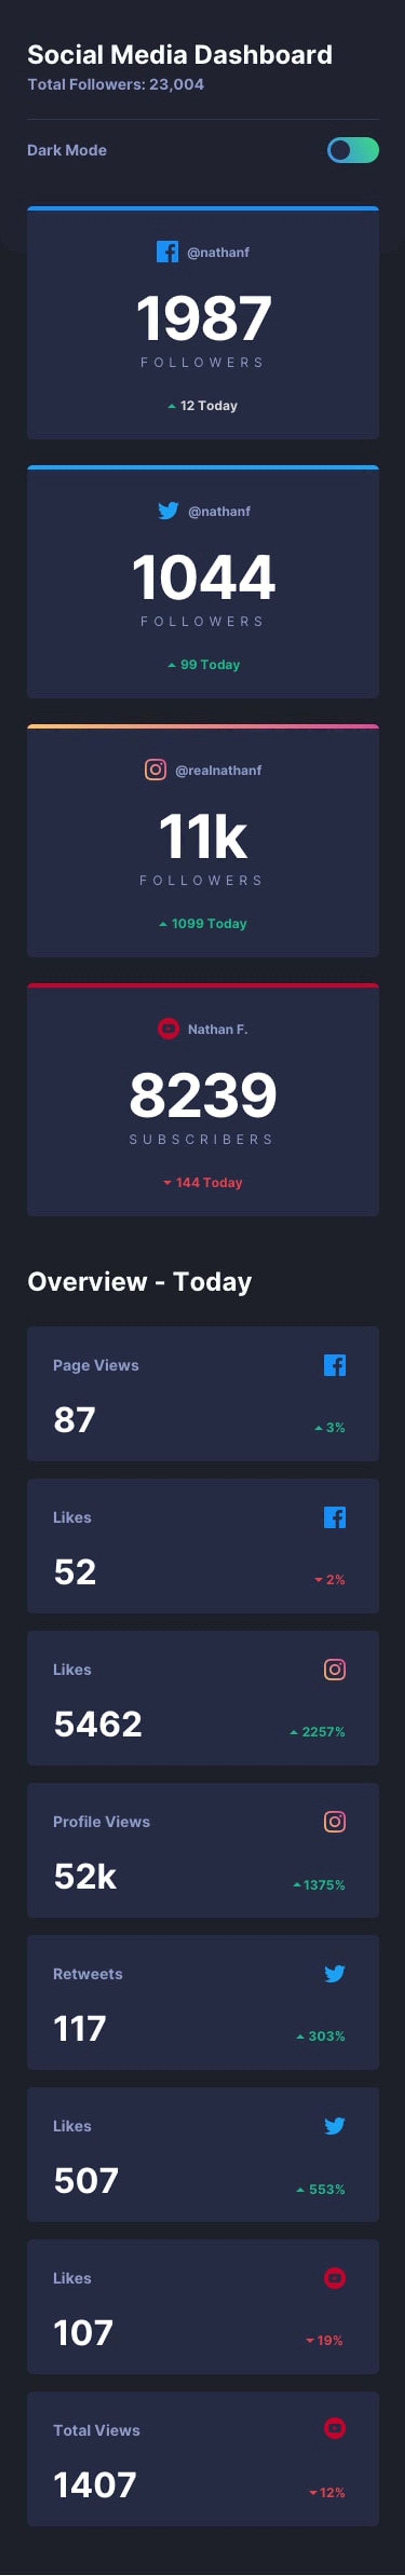 Social Media Dashboard
Total Followers: 23,004
Dark Mode
@nathanf
1987
FOLLOWERS
12 Today
@nathanf
1044
FOLLOWERS
99 Today
@realnathanf
11k
FOLLOWERS
1099 Today
Nathan F.
8239
SUBSCRIBERS
144 Today
Overview - Today
Page Views
87
3%
Likes
52
2%
Likes
5462
2257%
Profile Views
52k
1375%
Retweets
117
303%
Likes
507
553%
Likes
107
19%
Total Views
1407
12%